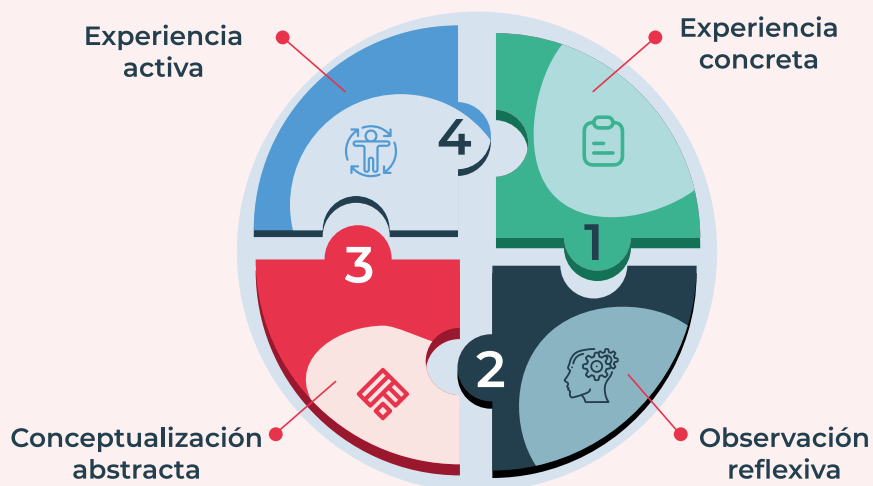 Experiencia
activa
Experiencia
concreta
4
1
3
2
Conceptualización
abstracta
Observación
reflexiva